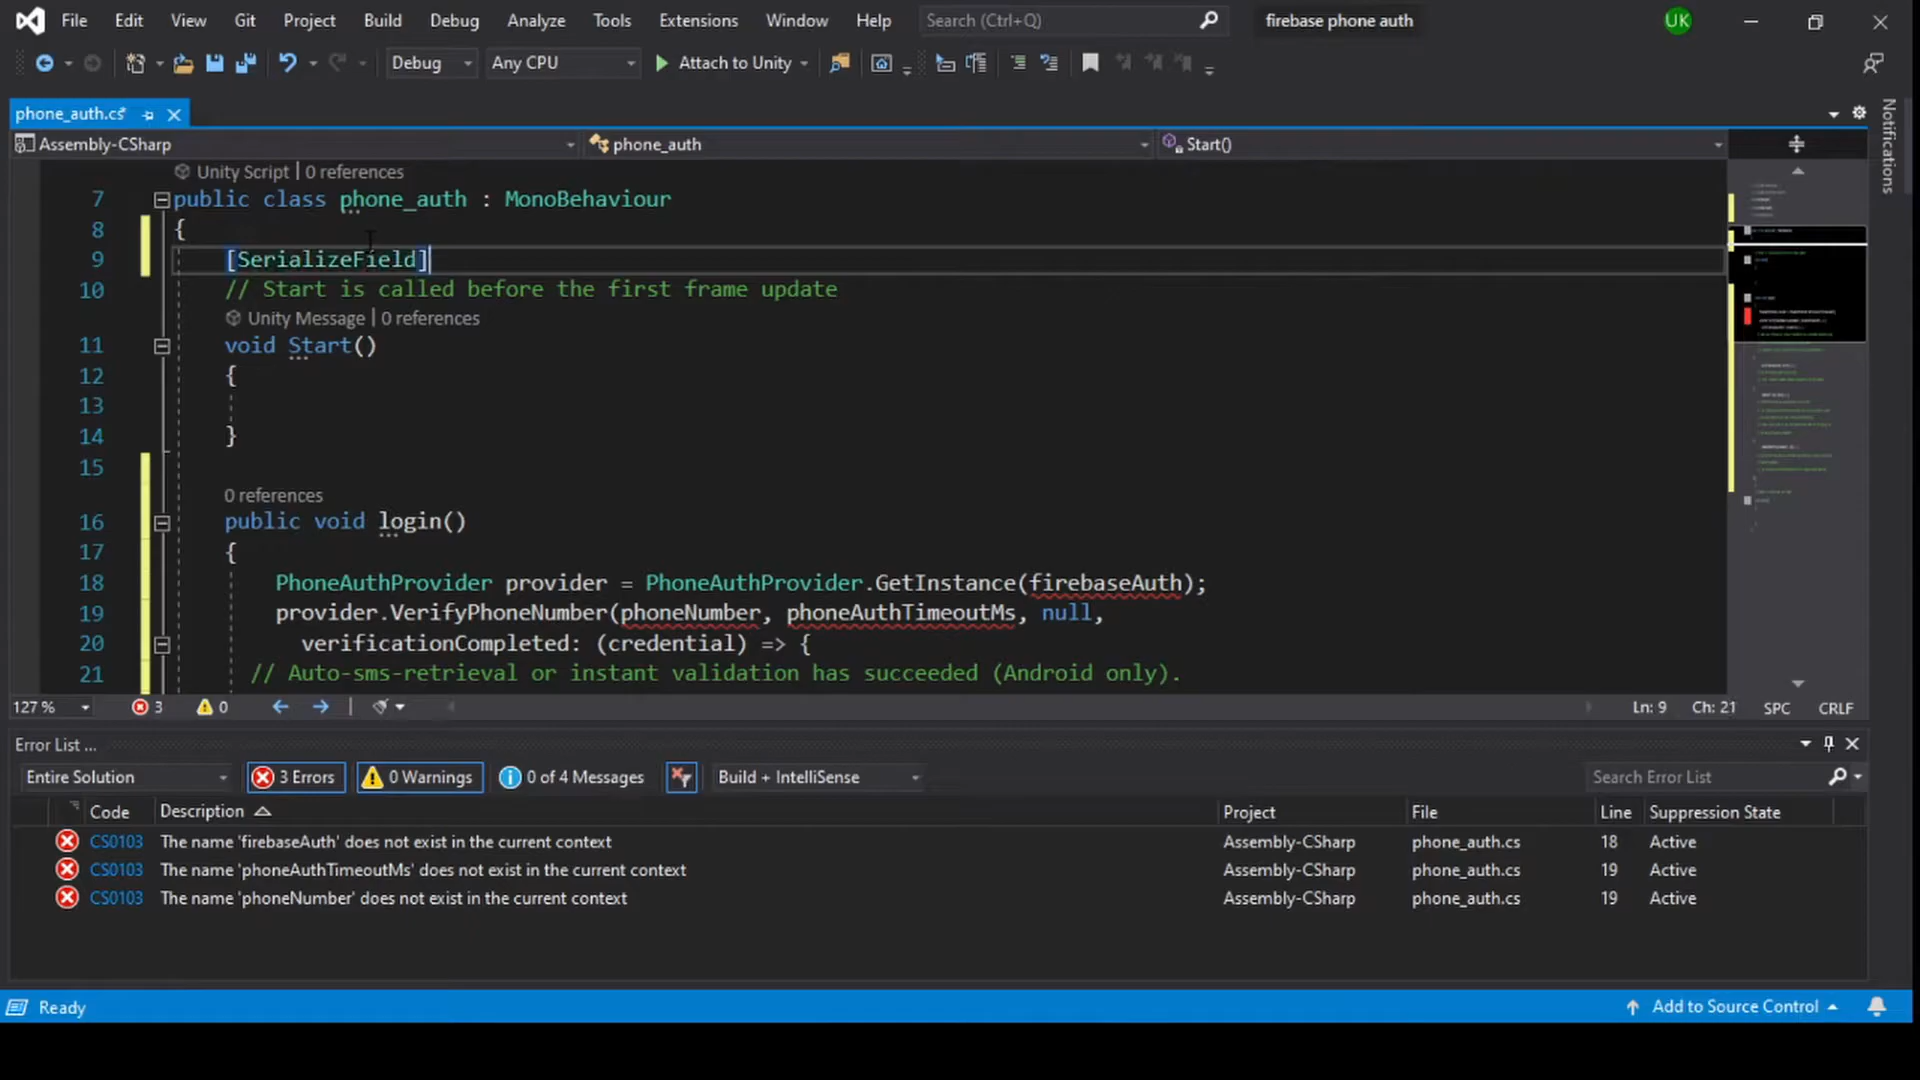 File Edit View Git Project Build Debug Analyze Tools Extensions Window Help Search (Ctrl+Q) firebase phone auth UK
Debug Any CPU Attach to Unity
phone_auth.cs*
Notifications
Assembly-CSharp phone_auth Start()
Unity Script | 0 references
7 public class phone_auth : MonoBehaviour
8 {
9 [SerializeField]
10 // Start is called before the first frame update
Unity Message | 0 references
11 void Start()
12 {
13
14 }
15
0 references
16 public void login()
17 {
18 PhoneAuthProvider provider = PhoneAuthProvider.GetInstance(firebaseAuth);
19 provider.VerifyPhoneNumber(phoneNumber, phoneAuthTimeoutMs, null,
20 verificationCompleted: (credential) => {
21 // Auto-sms-retrieval or instant validation has succeeded (Android only).
127 % 3 0 Ln: 9 Ch: 21 SPC CRLF
Error List ...
Entire Solution 3 Errors 0 Warnings 0 of 4 Messages Build + IntelliSense Search Error List
Code Description Project File Line Suppression State
CS0103 The name 'firebaseAuth' does not exist in the current context Assembly-CSharp phone_auth.cs 18 Active
CS0103 The name 'phoneAuthTimeoutMs' does not exist in the current context Assembly-CSharp phone_auth.cs 19 Active
CS0103 The name 'phoneNumber' does not exist in the current context Assembly-CSharp phone_auth.cs 19 Active
Ready Add to Source Control